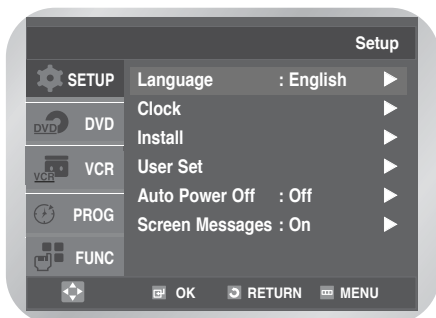 Setup
SETUP
DVD DVD
VCR VCR
PROG
FUNC
Language : English
Clock
Install
User Set
Auto Power Off : Off
Screen Messages : On
OK RETURN MENU